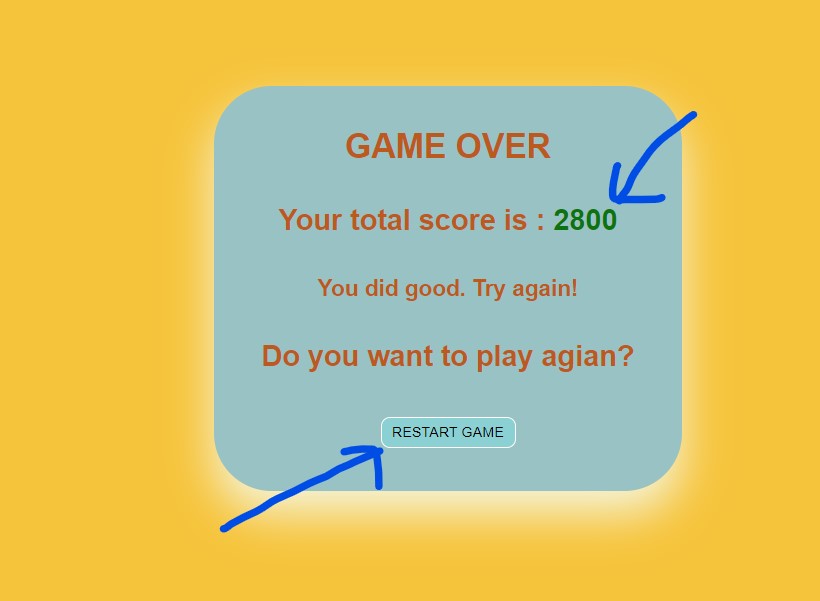 GAME OVER
Your total score is : 2800
You did good. Try again!
Do you want to play agian?
RESTART GAME